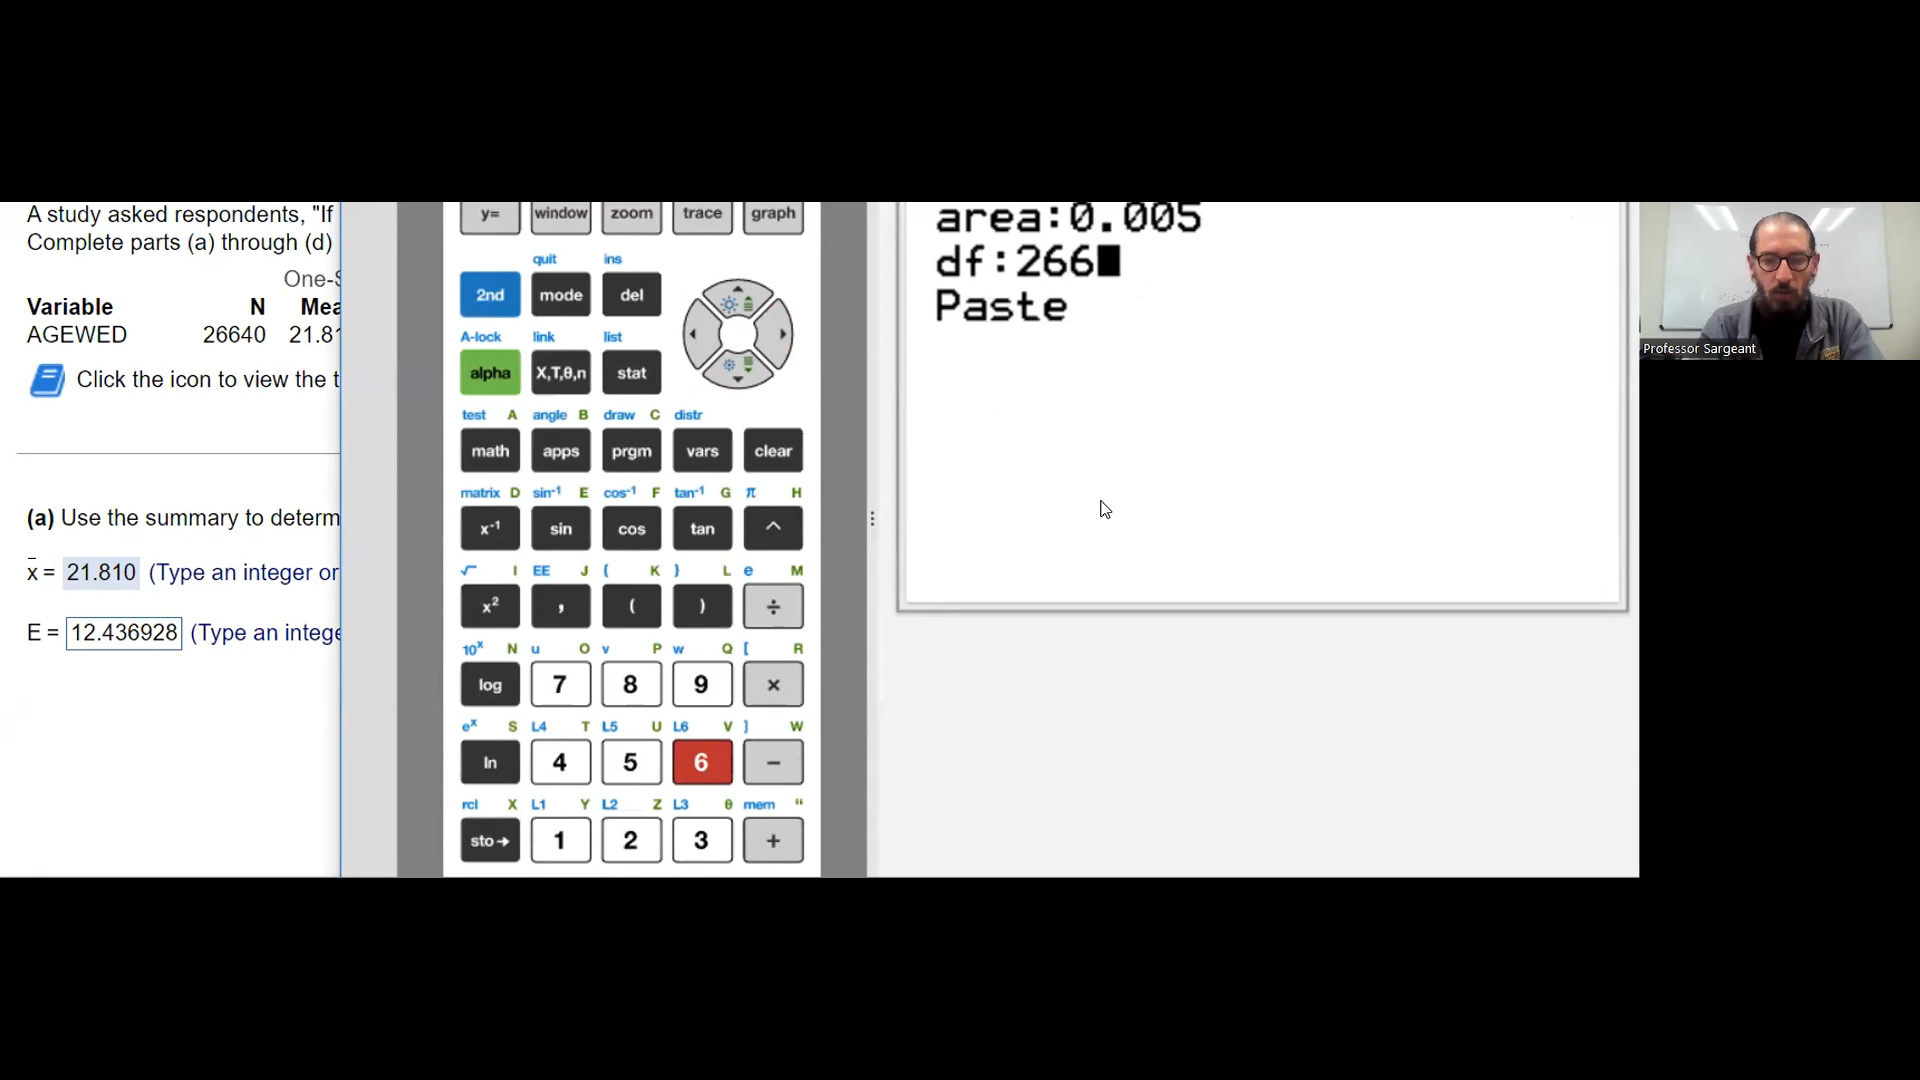 A study asked respondents, "If
Complete parts (a) through (d)
One-S
Variable N Mea
AGEWED 26640 21.81
Click the icon to view the t
(a) Use the summary to determ
x = 21.810 (Type an integer or
E = 12.436928 (Type an intege
y= window zoom trace graph
quit ins
2nd mode del
A-lock link list
alpha X,T,θ,n stat
test A angle B draw C distr
math apps prgm vars clear
matrix D sin-1 E cos-1 F tan-1 G π H
x-1 sin cos tan ^
√ I EE J { K } L e M
x2 , ( ) ÷
10x N u O v P w Q [ R
log 7 8 9 ×
ex S L4 T L5 U L6 V ] W
ln 4 5 6 −
rcl X L1 Y L2 Z L3 θ mem “
sto→ 1 2 3 +
area:0.005
df:266
Paste
Professor Sargeant